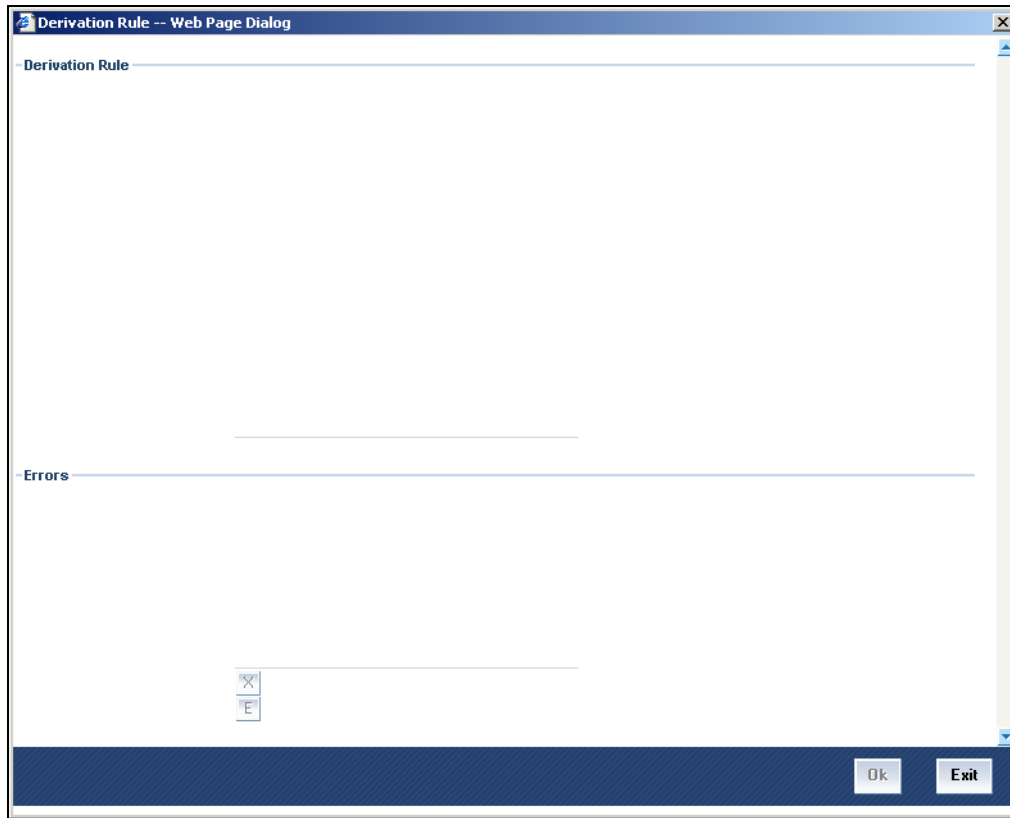 Derivation Rule -- Web Page Dialog
Derivation Rule
Errors
X
E
Ok
Exit